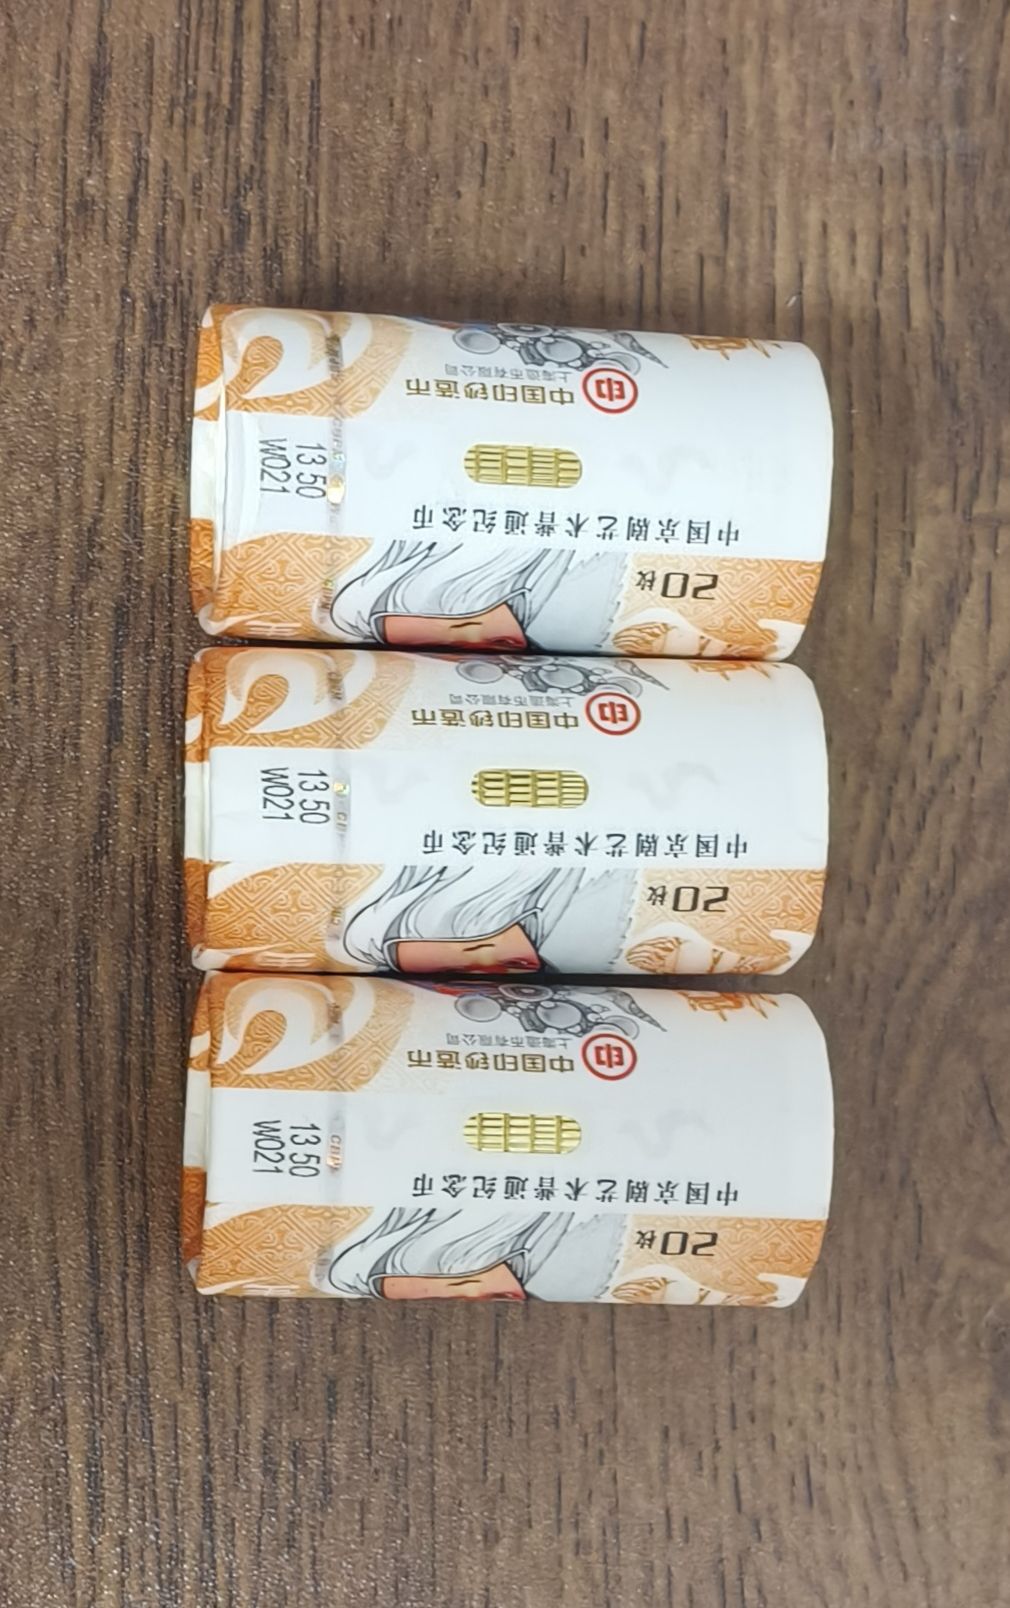 中国印钞造币
上海造币有限公司
13 50
W021
中国京剧艺术普通纪念币
20枚
中国印钞造币
上海造币有限公司
13 50
W021
中国京剧艺术普通纪念币
20枚
中国印钞造币
上海造币有限公司
13 50
W021
中国京剧艺术普通纪念币
20枚